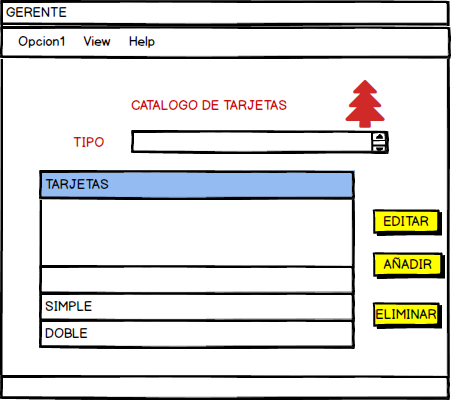 GERENTE
Opcion1 View Help
CATALOGO DE TARJETAS
TIPO
TARJETAS
EDITAR
AÑADIR
SIMPLE
ELIMINAR
DOBLE